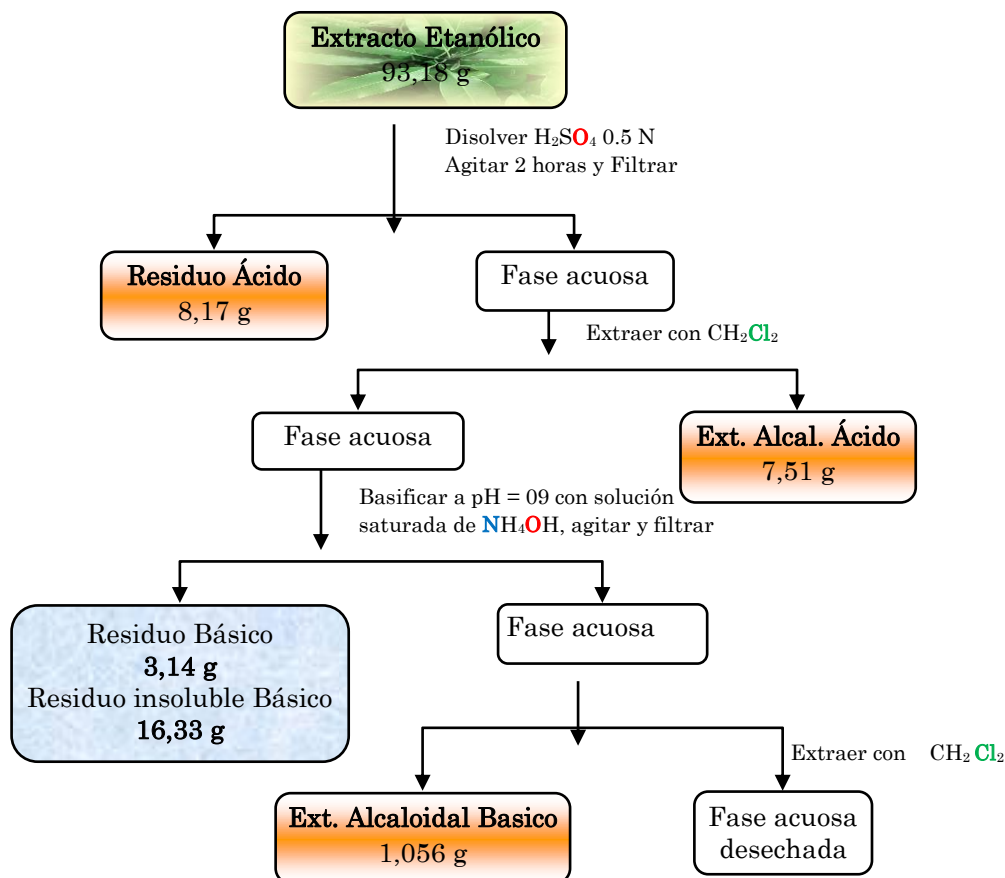 Extracto Etanólico
93,18 g
Disolver H₂SO₄ 0.5 N
Agitar 2 horas y Filtrar
Residuo Ácido
8,17 g
Fase acuosa
Extraer con CH₂Cl₂
Fase acuosa
Ext. Alcal. Ácido
7,51 g
Basificar a pH = 09 con solución
saturada de NH₄OH, agitar y filtrar
Residuo Básico
3,14 g
Residuo insoluble Básico
16,33 g
Fase acuosa
Extraer con CH₂ Cl₂
Ext. Alcaloidal Basico
1,056 g
Fase acuosa
desechada